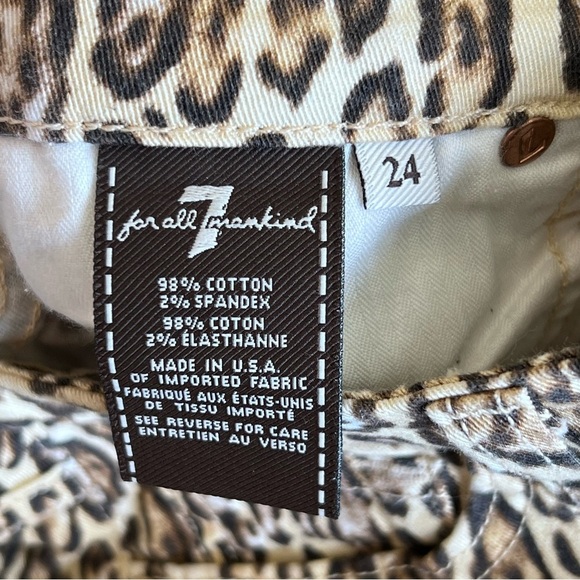 for all 7 mankind
24
98% COTTON
2% SPANDEX
98% COTON
2% ÉLASTHANNE
MADE IN U.S.A.
OF IMPORTED FABRIC
FABRIQUÉ AUX ÉTATS-UNIS
DE TISSU IMPORTÉ
SEE REVERSE FOR CARE
ENTRETIEN AU VERSO